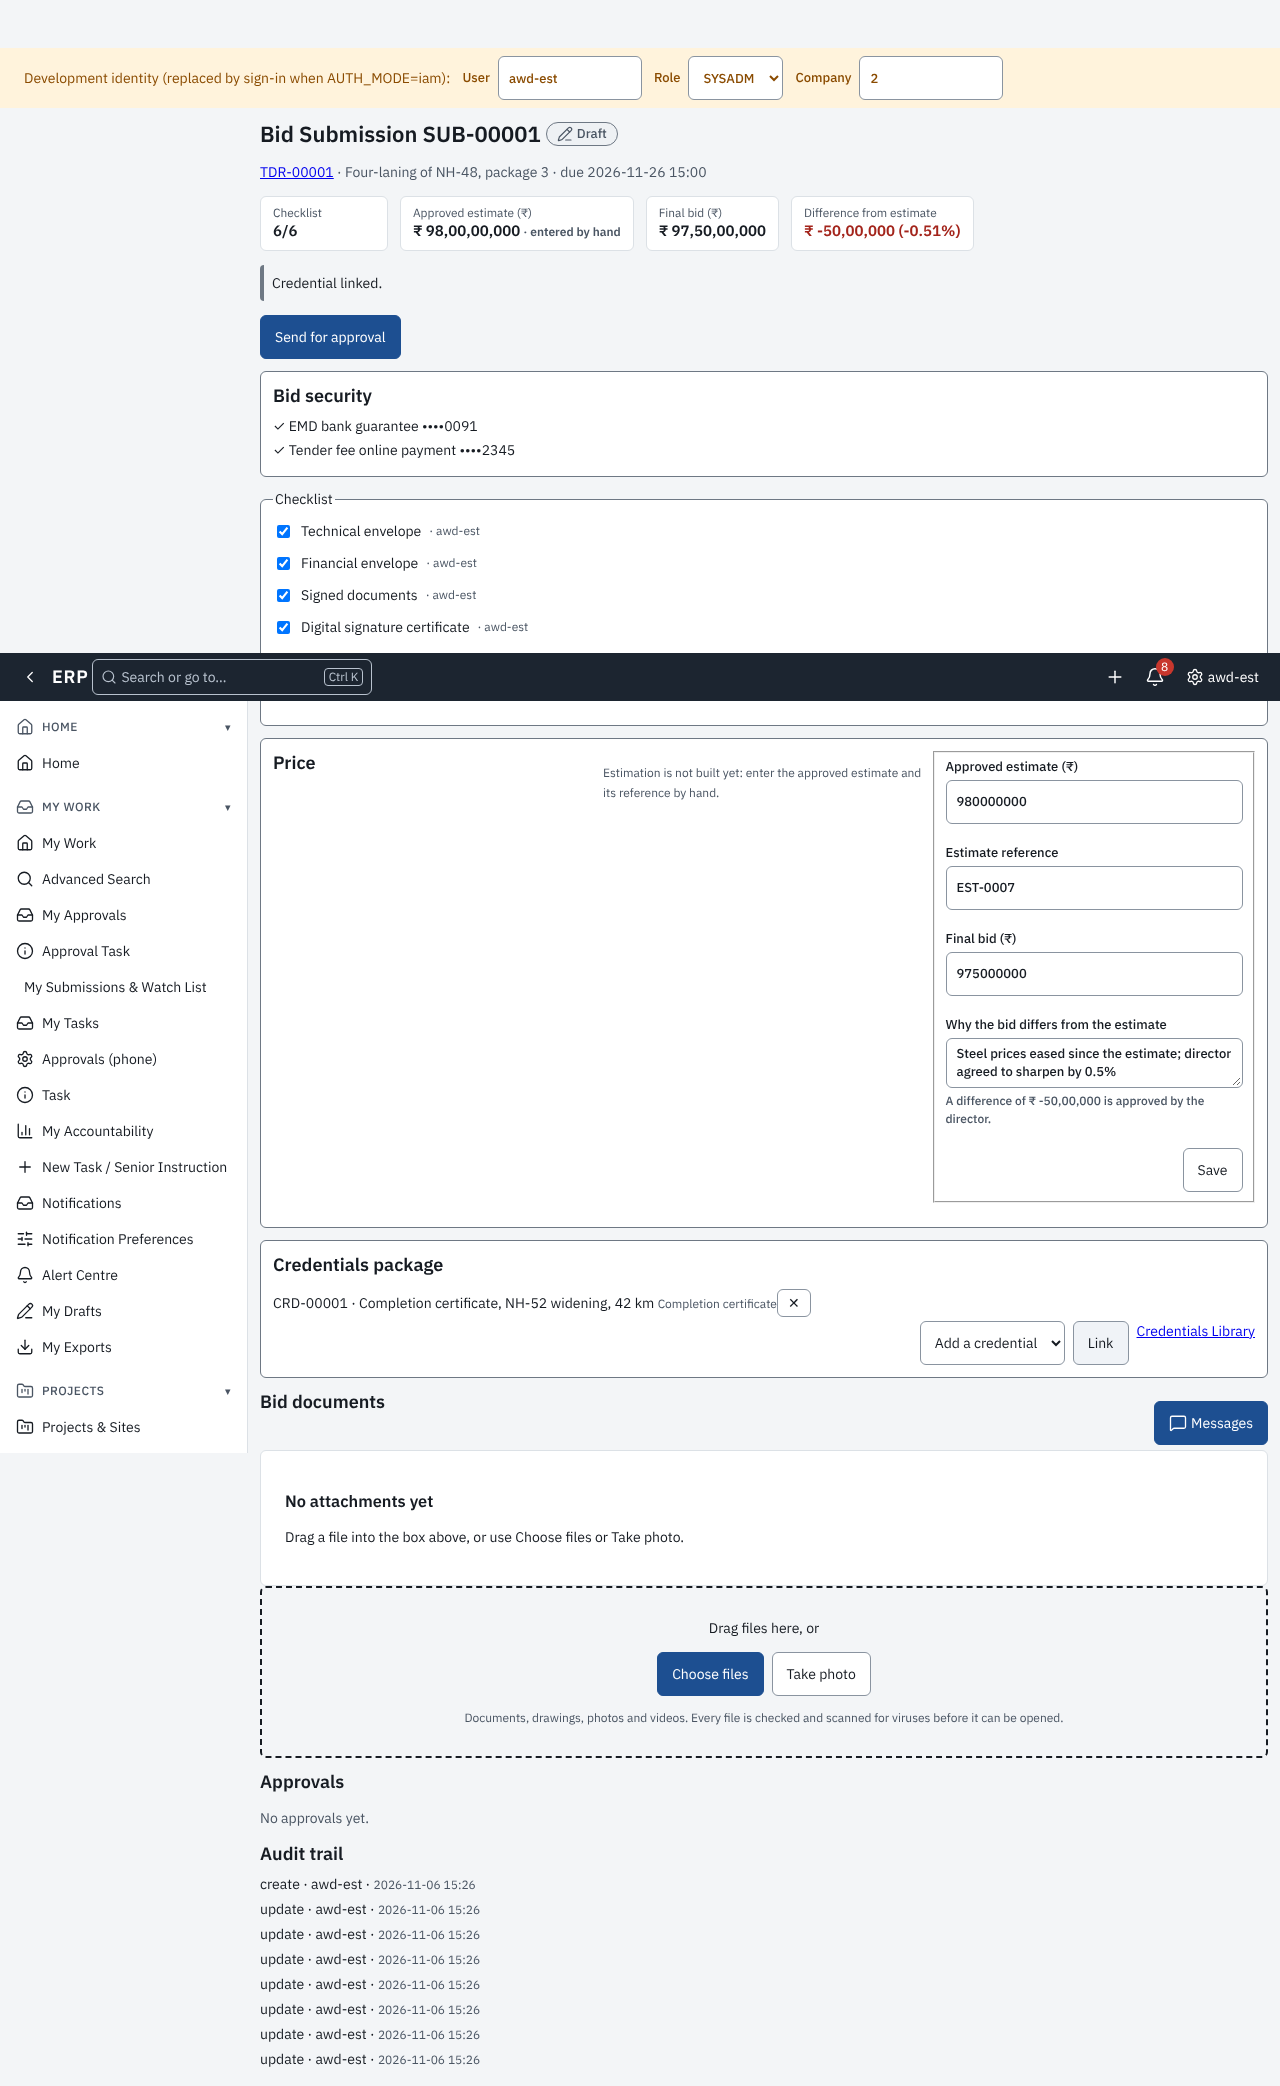 Development identity (replaced by sign-in when AUTH_MODE=iam): User awd-est Role SYSADM Company 2
Bid Submission SUB-00001 Draft
TDR-00001 · Four-laning of NH-48, package 3 · due 2026-11-26 15:00
Checklist
6/6
Approved estimate (₹)
₹ 98,00,00,000 · entered by hand
Final bid (₹)
₹ 97,50,00,000
Difference from estimate
₹ -50,00,000 (-0.51%)
Credential linked.
Send for approval
Bid security
✓ EMD bank guarantee ••••0091
✓ Tender fee online payment ••••2345
Checklist
Technical envelope · awd-est
Financial envelope · awd-est
Signed documents · awd-est
Digital signature certificate · awd-est
ERP Search or go to... Ctrl K 8 awd-est
HOME
Home
MY WORK
My Work
Advanced Search
My Approvals
Approval Task
My Submissions & Watch List
My Tasks
Approvals (phone)
Task
My Accountability
New Task / Senior Instruction
Notifications
Notification Preferences
Alert Centre
My Drafts
My Exports
PROJECTS
Projects & Sites
Price
Estimation is not built yet: enter the approved estimate and
its reference by hand.
Approved estimate (₹)
980000000
Estimate reference
EST-0007
Final bid (₹)
975000000
Why the bid differs from the estimate
Steel prices eased since the estimate; director
agreed to sharpen by 0.5%
A difference of ₹ -50,00,000 is approved by the
director.
Save
Credentials package
CRD-00001 · Completion certificate, NH-52 widening, 42 km Completion certificate ✕
Add a credential Link Credentials Library
Bid documents
Messages
No attachments yet
Drag a file into the box above, or use Choose files or Take photo.
Drag files here, or
Choose files Take photo
Documents, drawings, photos and videos. Every file is checked and scanned for viruses before it can be opened.
Approvals
No approvals yet.
Audit trail
create · awd-est · 2026-11-06 15:26
update · awd-est · 2026-11-06 15:26
update · awd-est · 2026-11-06 15:26
update · awd-est · 2026-11-06 15:26
update · awd-est · 2026-11-06 15:26
update · awd-est · 2026-11-06 15:26
update · awd-est · 2026-11-06 15:26
update · awd-est · 2026-11-06 15:26